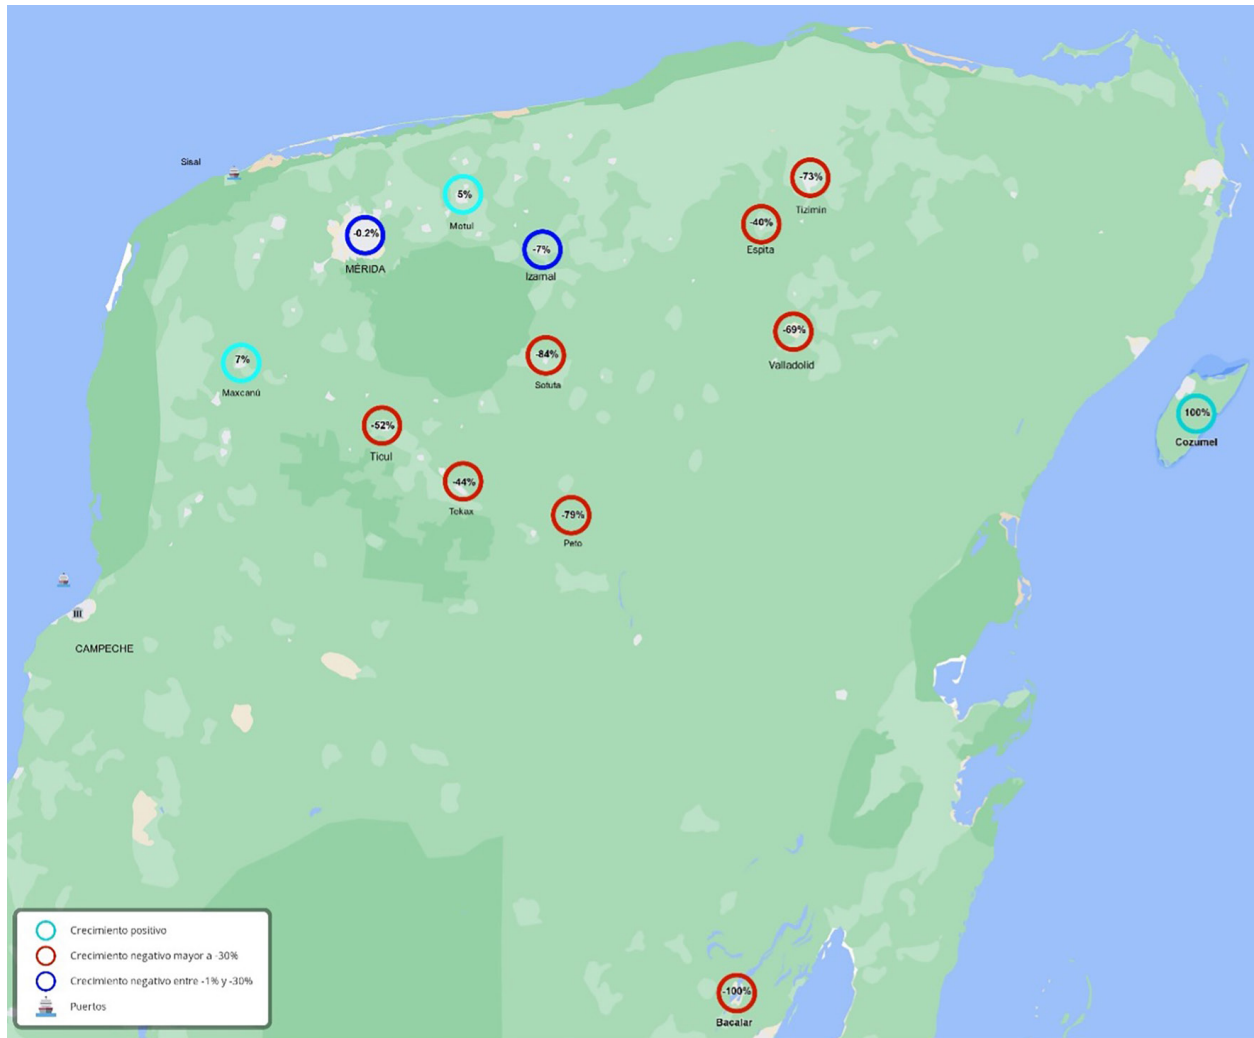 Sisal
-73%
Tizimin
5%
Motul
-40%
Espita
-0.2%
MÉRIDA
-7%
Izamal
-69%
Valladolid
-84%
Sotuta
7%
Maxcanú
100%
Cozumel
-52%
Ticul
-44%
Tekax
-79%
Peto
CAMPECHE
Crecimiento positivo
Crecimiento negativo mayor a -30%
Crecimiento negativo entre -1% y -30%
Puertos
-100%
Bacalar